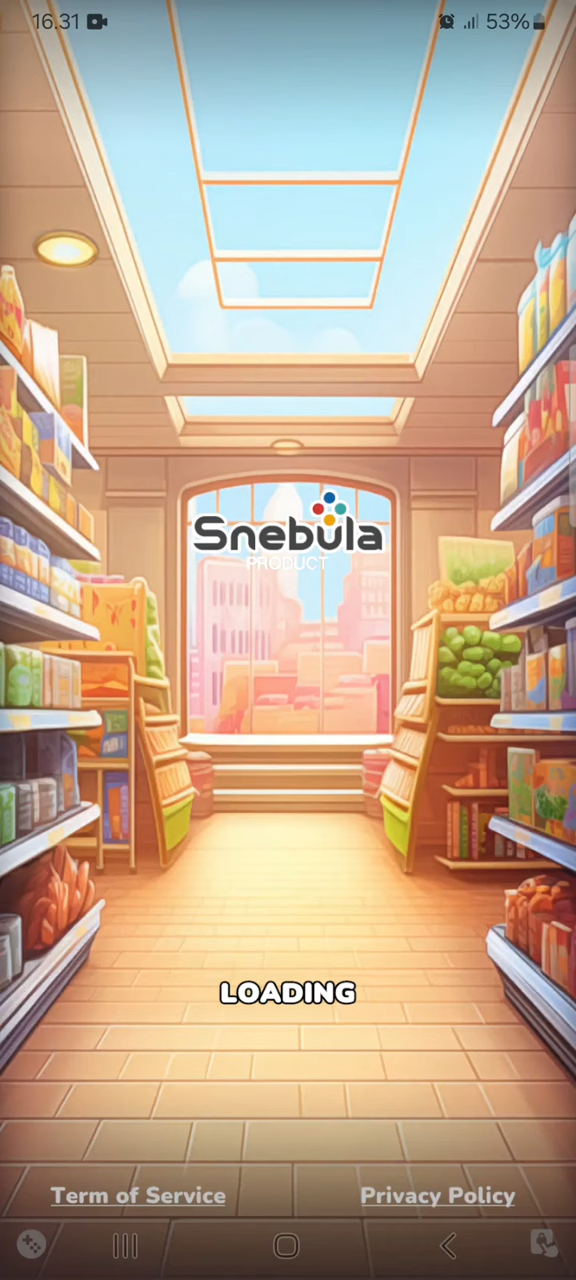 16.31
53%
Snebula
PRODUCT
LOADING
Term of Service
Privacy Policy